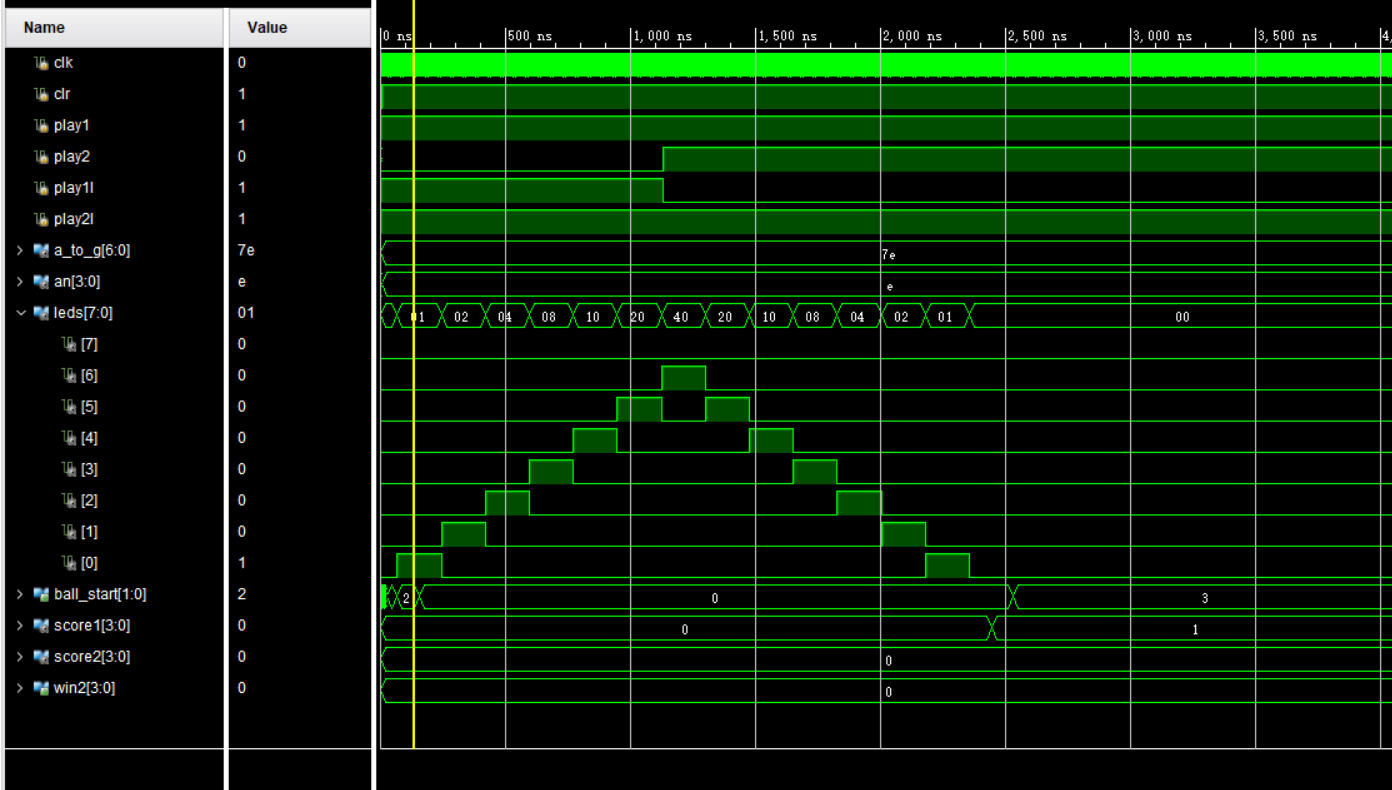 Name Value
0 ns 500 ns 1,000 ns 1,500 ns 2,000 ns 2,500 ns 3,000 ns 3,500 ns 4,
clk 0
clr 1
play1 1
play2 0
play1l 1
play2l 1
a_to_g[6:0] 7e 7e
an[3:0] e e
leds[7:0] 01 01 02 04 08 10 20 40 20 10 08 04 02 01 00
[7] 0
[6] 0
[5] 0
[4] 0
[3] 0
[2] 0
[1] 0
[0] 1
ball_start[1:0] 2 2 0 3
score1[3:0] 0 0 1
score2[3:0] 0 0
win2[3:0] 0 0